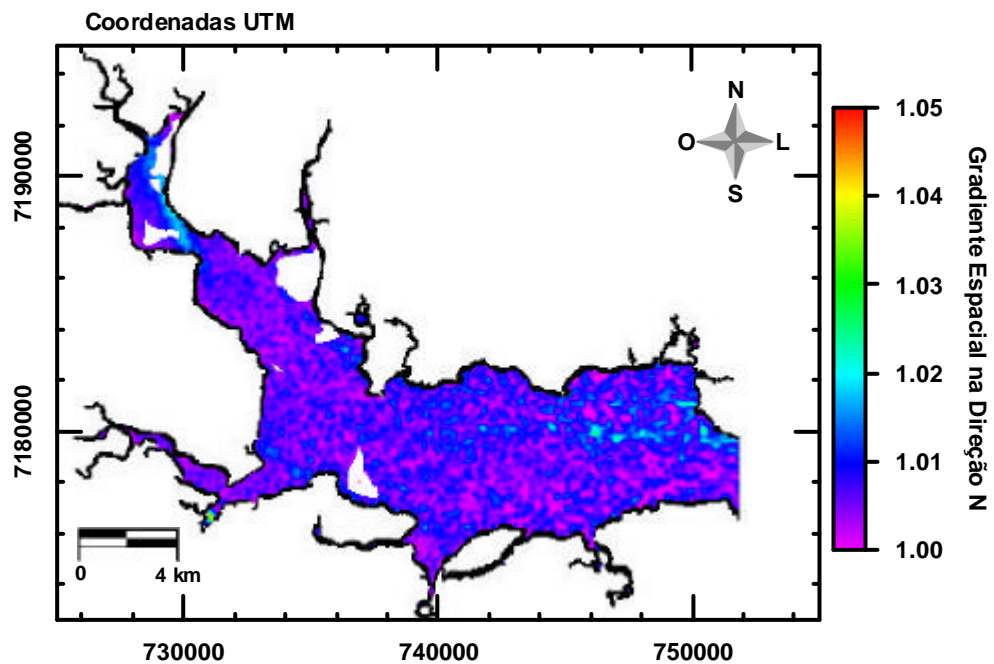 Coordenadas UTM
N
O
L
S
7190000
7180000
0
4 km
730000
740000
750000
1.05
1.04
1.03
1.02
1.01
1.00
Gradiente Espacial na Direção N